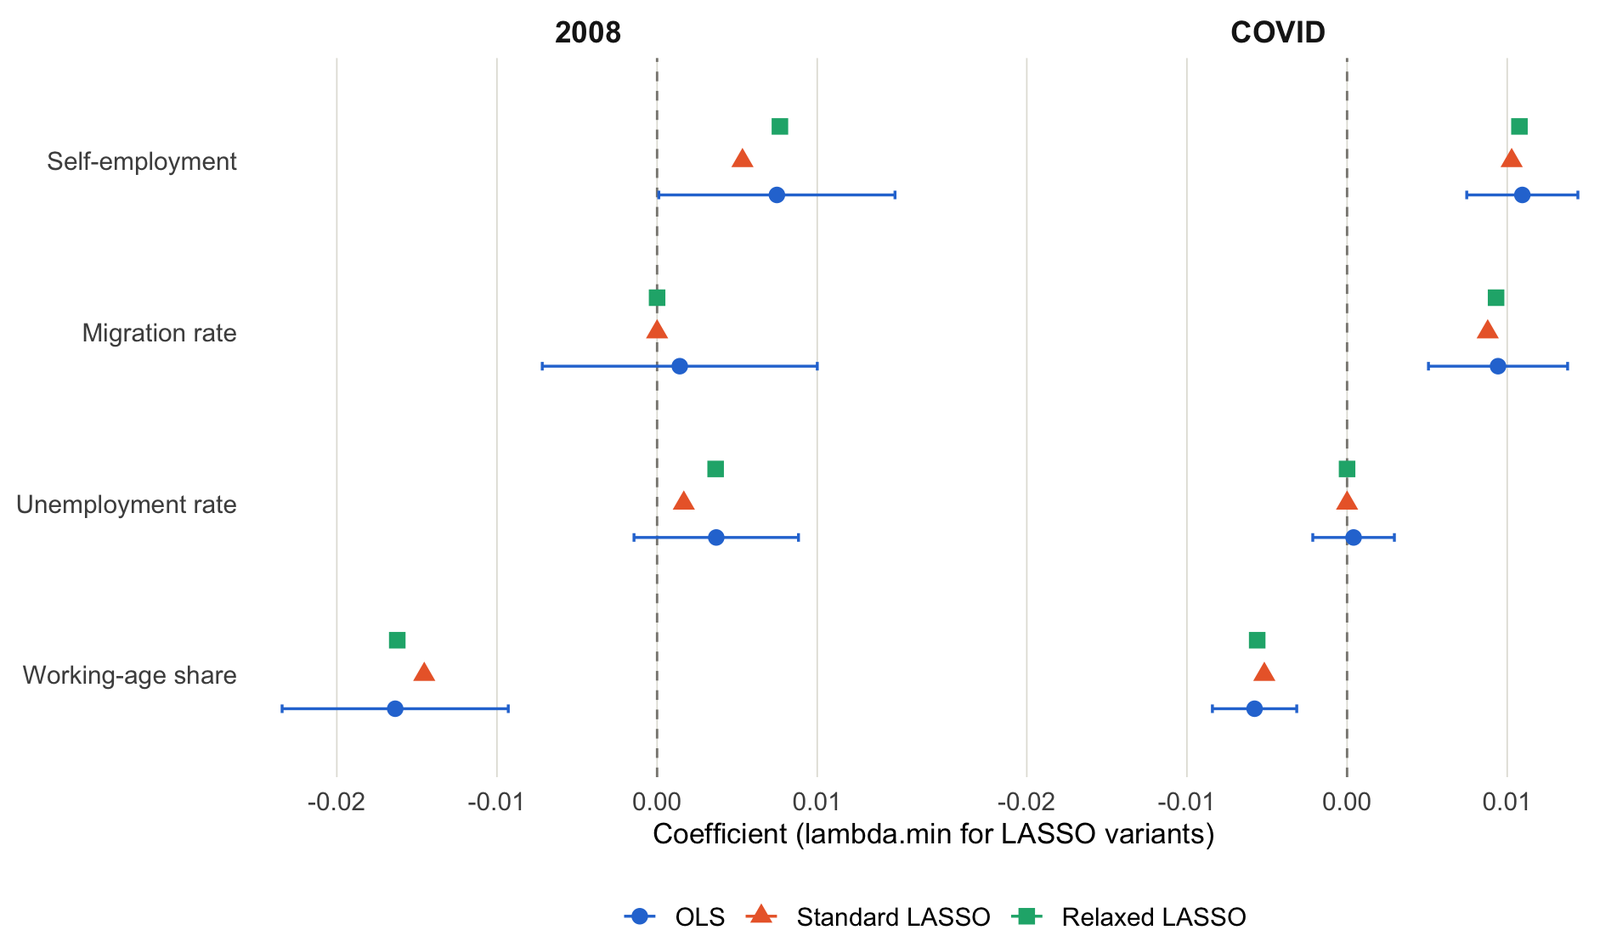 2008 COVID
Self-employment
Migration rate
Unemployment rate
Working-age share
-0.02 -0.01 0.00 0.01 -0.02 -0.01 0.00 0.01
Coefficient (lambda.min for LASSO variants)
OLS Standard LASSO Relaxed LASSO